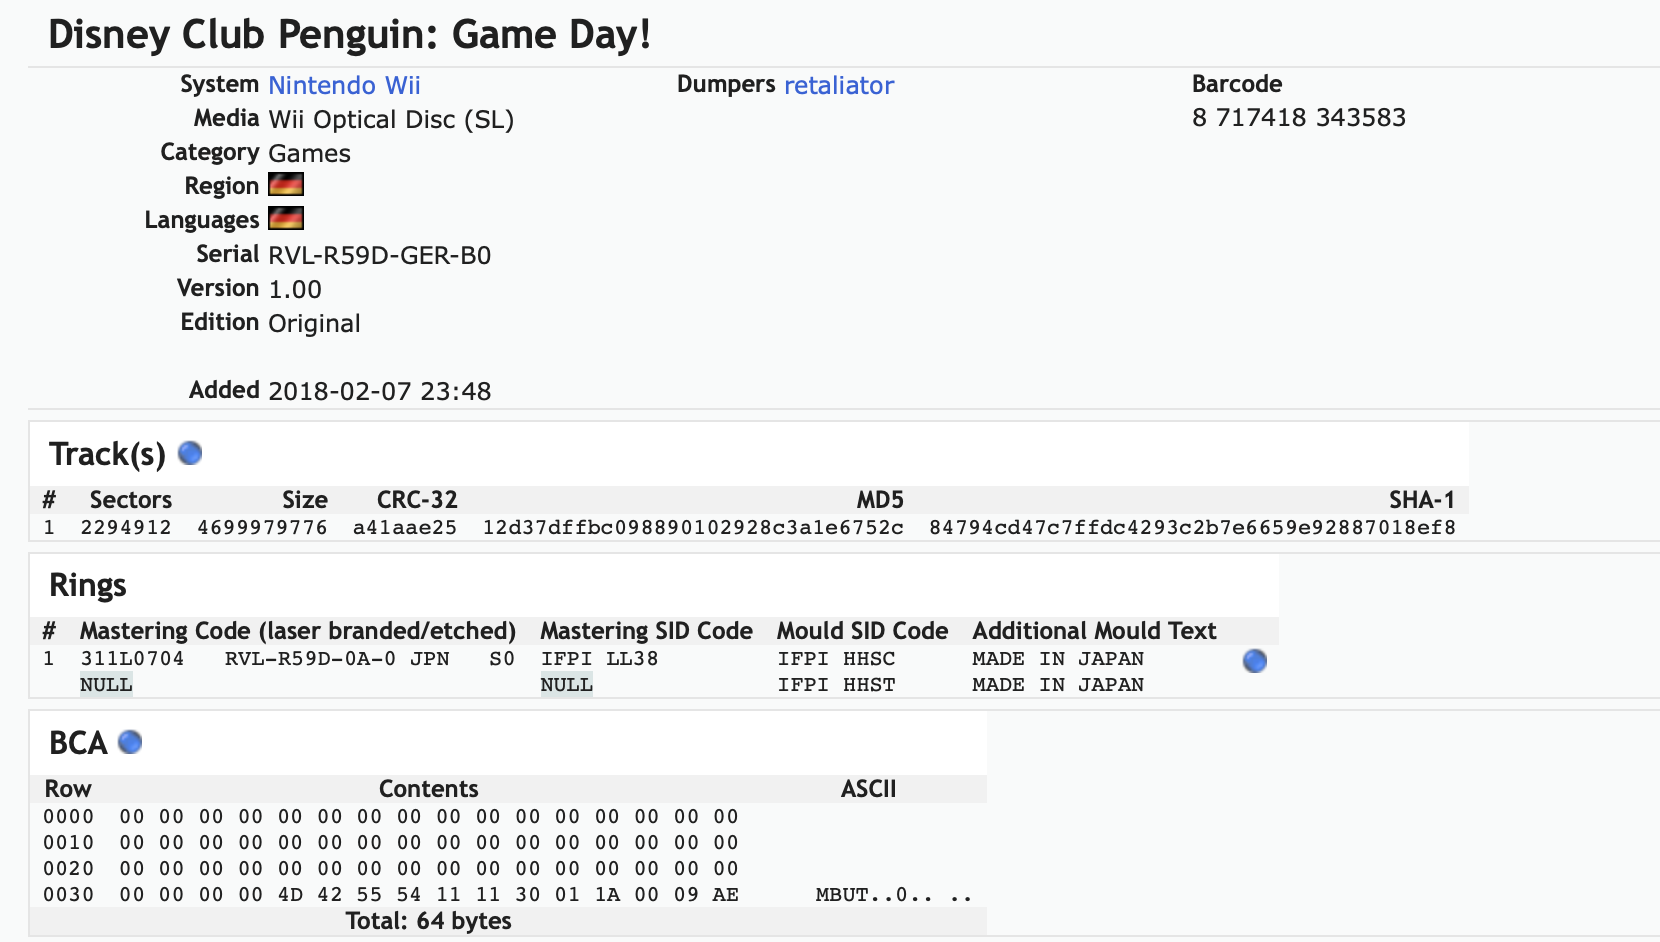 Disney Club Penguin: Game Day!
System Nintendo Wii Dumpers retaliator Barcode
Media Wii Optical Disc (SL) 8 717418 343583
Category Games
Region
Languages
Serial RVL-R59D-GER-B0
Version 1.00
Edition Original
Added 2018-02-07 23:48
Track(s)
# Sectors Size CRC-32 MD5 SHA-1
1 2294912 4699979776 a41aae25 12d37dffbc098890102928c3a1e6752c 84794cd47c7ffdc4293c2b7e6659e92887018ef8
Rings
# Mastering Code (laser branded/etched) Mastering SID Code Mould SID Code Additional Mould Text
1 311L0704 RVL-R59D-0A-0 JPN S0 IFPI LL38 IFPI HHSC MADE IN JAPAN
NULL NULL IFPI HHST MADE IN JAPAN
BCA
Row Contents ASCII
0000 00 00 00 00 00 00 00 00 00 00 00 00 00 00 00 00
0010 00 00 00 00 00 00 00 00 00 00 00 00 00 00 00 00
0020 00 00 00 00 00 00 00 00 00 00 00 00 00 00 00 00
0030 00 00 00 00 4D 42 55 54 11 11 30 01 1A 00 09 AE MBUT..0.. ..
Total: 64 bytes